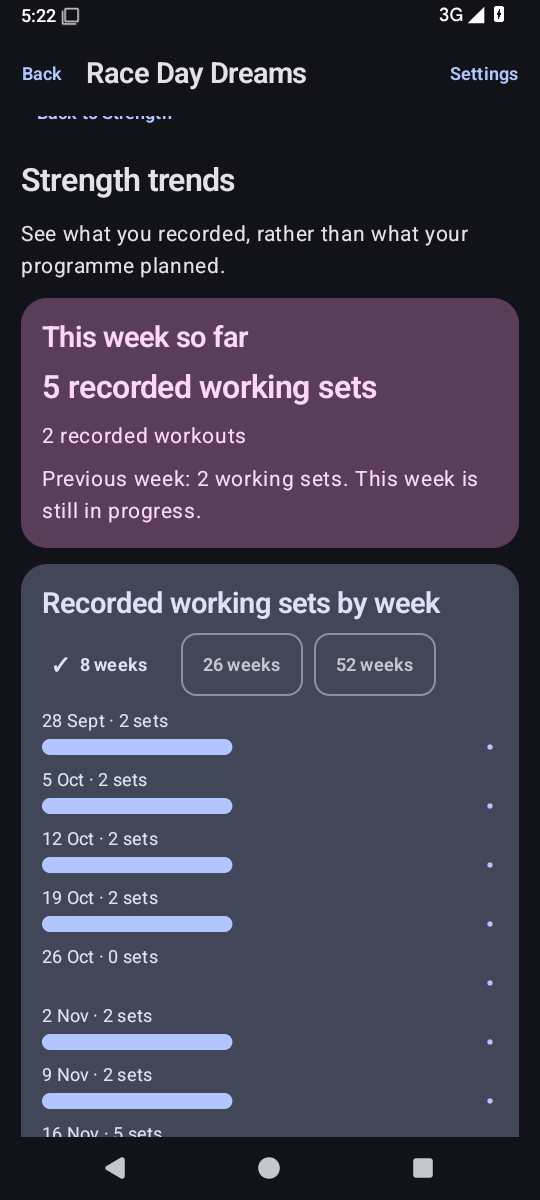 5:22 3G
Back Race Day Dreams Settings
Back to Strength
Strength trends
See what you recorded, rather than what your
programme planned.
This week so far
5 recorded working sets
2 recorded workouts
Previous week: 2 working sets. This week is
still in progress.
Recorded working sets by week
✓ 8 weeks 26 weeks 52 weeks
28 Sept · 2 sets
5 Oct · 2 sets
12 Oct · 2 sets
19 Oct · 2 sets
26 Oct · 0 sets
2 Nov · 2 sets
9 Nov · 2 sets
16 Nov · 5 sets